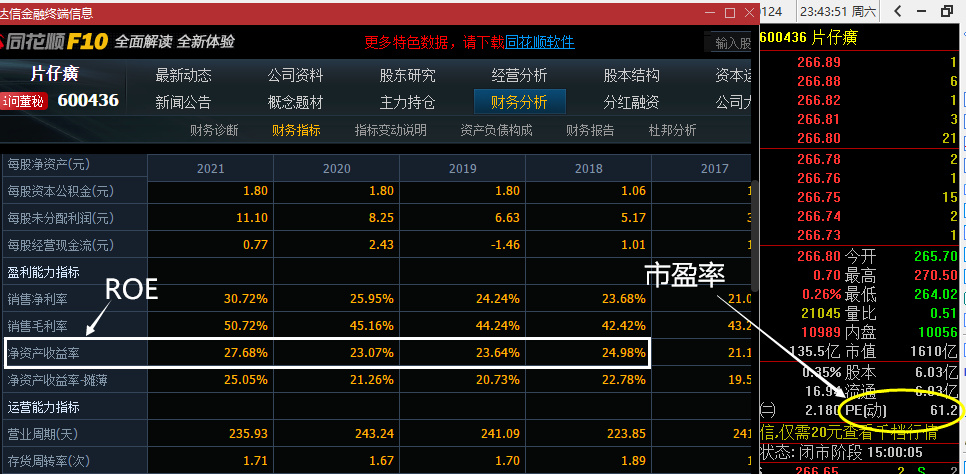 达信金融终端信息
0124 23:43:51 周六
同花顺F10 全面解读 全新体验 更多特色数据，请下载同花顺软件 输入股
600436 片仔癀
片仔癀 最新动态 公司资料 股东研究 经营分析 股本结构 资本运
i问董秘 600436 新闻公告 概念题材 主力持仓 财务分析 分红融资 公司大
财务诊断 财务指标 指标变动说明 资产负债构成 财务报告 杜邦分析
每股净资产(元) 2021 2020 2019 2018 2017
每股资本公积金(元) 1.80 1.80 1.80 1.06 1
每股未分配利润(元) 11.10 8.25 6.63 5.17 3
每股经营现金流(元) 0.77 2.43 -1.46 1.01 1
盈利能力指标
销售净利率 30.72% 25.95% 24.24% 23.68% 21.0
销售毛利率 50.72% 45.16% 44.24% 42.42% 43.2
净资产收益率 27.68% 23.07% 23.64% 24.98% 21.1
净资产收益率-摊薄 25.05% 21.26% 20.73% 22.78% 19.5
运营能力指标
营业周期(天) 235.93 243.24 241.09 223.85 241
存货周转率(次) 1.71 1.67 1.70 1.89 1
ROE
市盈率
266.89 1
266.88 6
266.82 1
266.81 3
266.80 21
266.78 2
266.76 1
266.75 15
266.74 2
266.73 1
266.80 今开 265.70
0.70 最高 270.50
0.26% 最低 264.02
21045 量比 0.51
10989 内盘 10056
135.5亿 市值 1610亿
0.35% 股本 6.03亿
16.9 流通 6.03亿
(三) 2.180 PE(动) 61.2
信,仅需20元查看千档行情
状态: 闭市阶段 15:00:05
266.65 2 S 2